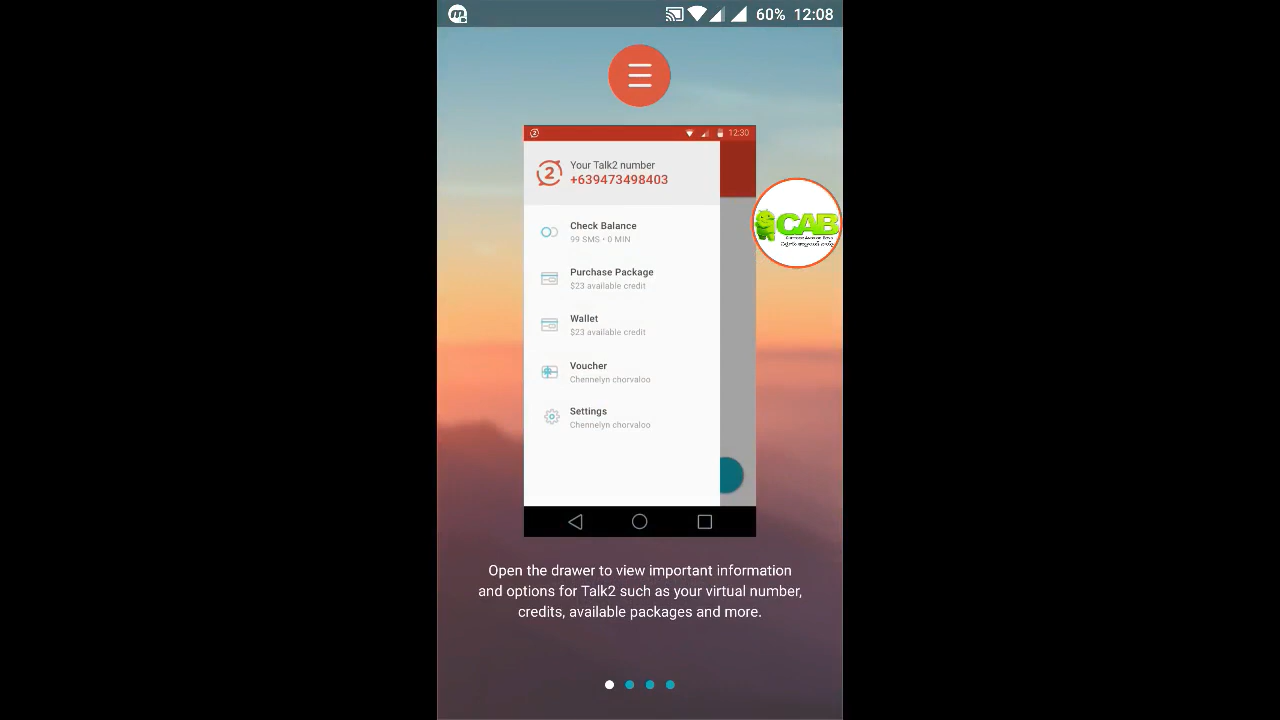 60% 12:08
12:30
Your Talk2 number
2 +639473498403
Check Balance
99 SMS • 0 MIN
Purchase Package
$23 available credit
Wallet
$23 available credit
Voucher
Chennelyn chorvaloo
Settings
Chennelyn chorvaloo
CAB
Open the drawer to view important information
and options for Talk2 such as your virtual number,
credits, available packages and more.